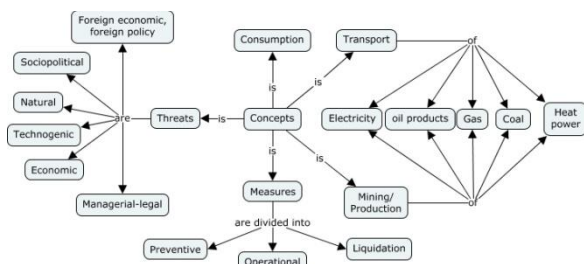 Foreign economic,
foreign policy
Sociopolitical
Consumption
Transport
of
is
is
Natural
are
Threats
is
Concepts
Electricity
oil products
Gas
Coal
Heat
power
Technogenic
is
is
Economic
Managerial-legal
Measures
Mining/
Production
of
are divided into
Preventive
Operational
Liquidation